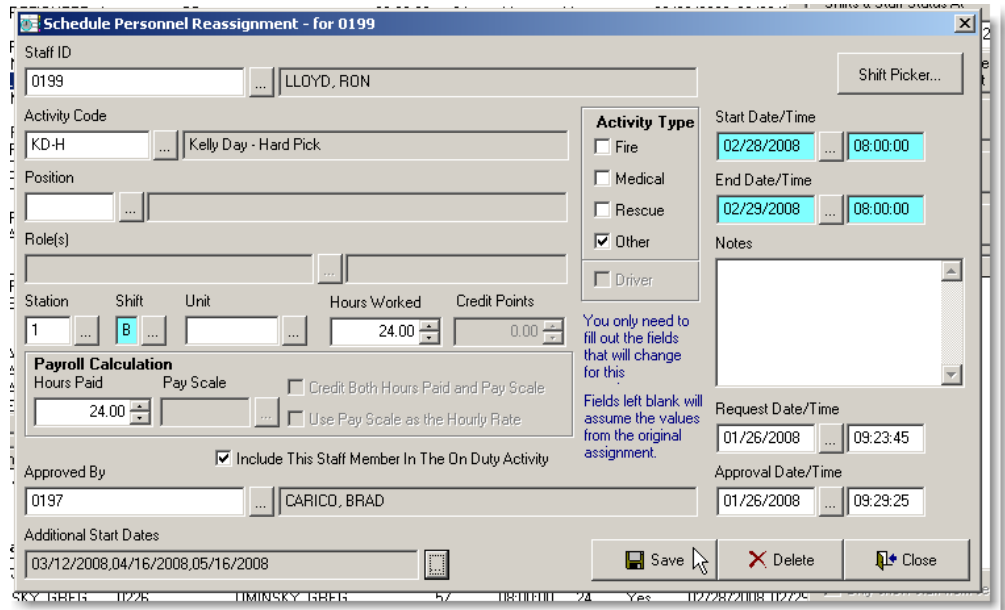 Schedule Personnel Reassignment - for 0199
Staff ID
0199 ... LLOYD, RON
Shift Picker...
Activity Code
KD-H ... Kelly Day - Hard Pick
Position
...
Role(s)
...
Station Shift Unit Hours Worked Credit Points
1 ... B ... ... 24.00 0.00
Payroll Calculation
Hours Paid Pay Scale
24.00 ...
Credit Both Hours Paid and Pay Scale
Use Pay Scale as the Hourly Rate
Include This Staff Member In The On Duty Activity
Approved By
0197 ... CARICO, BRAD
Additional Start Dates
03/12/2008,04/16/2008,05/16/2008 ...
Activity Type
Fire
Medical
Rescue
Other
Driver
You only need to
fill out the fields
that will change
for this
Fields left blank will
assume the values
from the original
assignment.
Start Date/Time
02/28/2008 ... 08:00:00
End Date/Time
02/29/2008 ... 08:00:00
Notes
Request Date/Time
01/26/2008 ... 09:23:45
Approval Date/Time
01/26/2008 ... 09:29:25
Save Delete Close